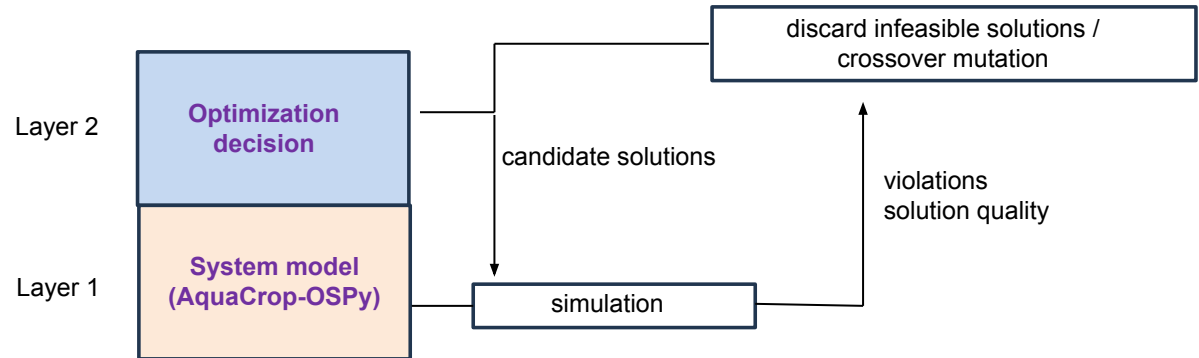 discard infeasible solutions /
crossover mutation
Layer 2
Optimization
decision
candidate solutions
violations
solution quality
Layer 1
System model
(AquaCrop-OSPy)
simulation